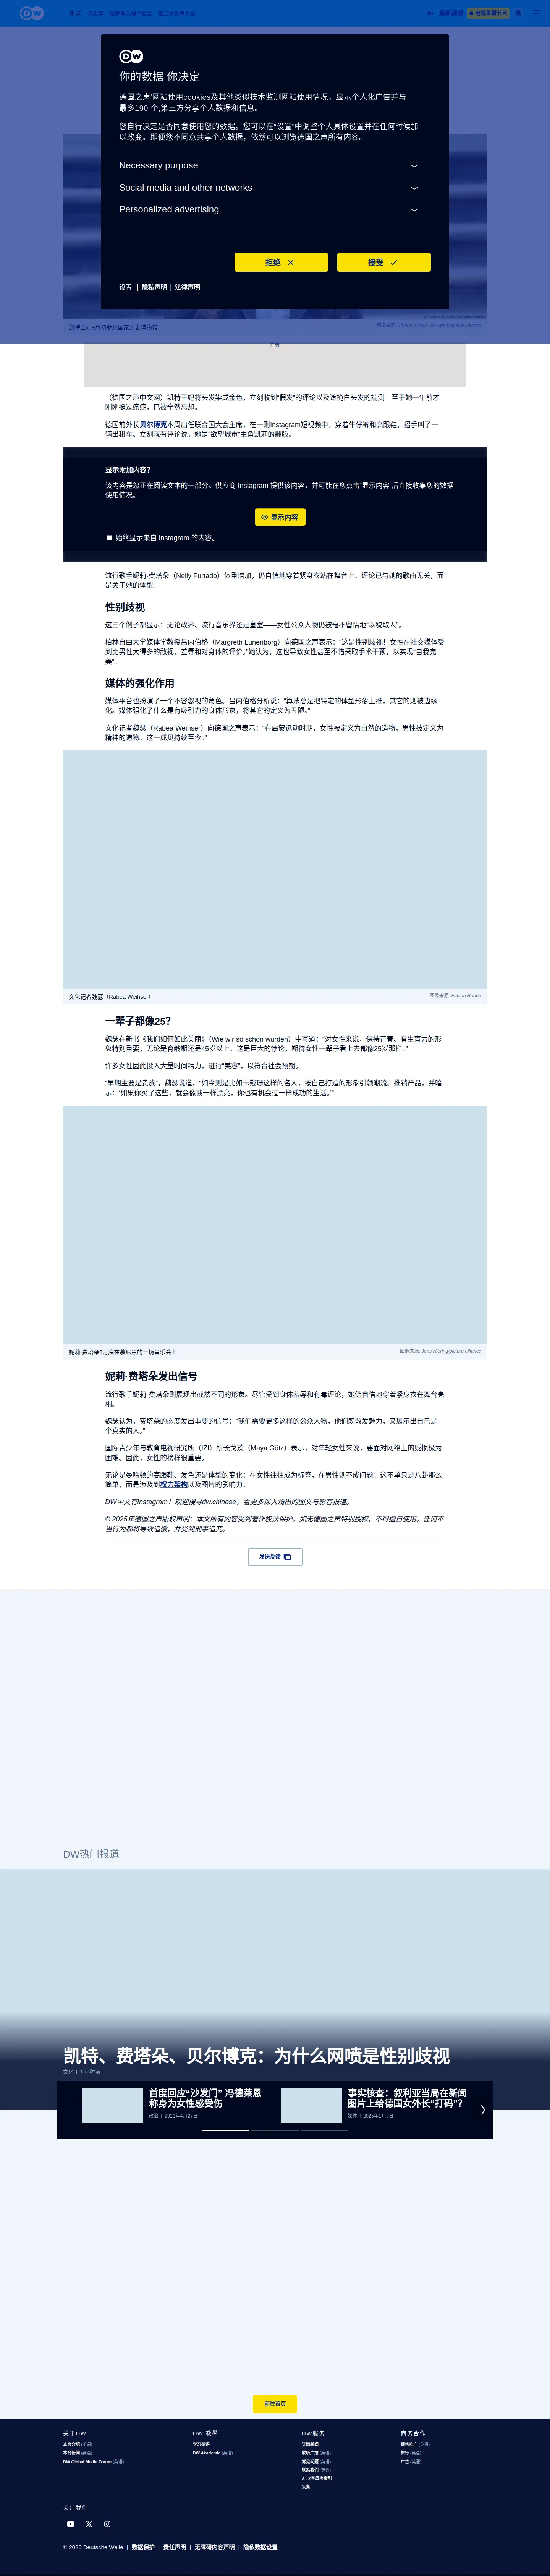 DW
最新视频
电视直播节目
DW
你的数据 你决定
德国之声'网站使用cookies及其他类似技术监测网站使用情况，显示个人化广告并与
最多190 个;第三方分享个人数据和信息。
您自行决定是否同意使用您的数据。您可以在“设置”中调整个人具体设置并在任何时候加
以改变。即便您不同意共享个人数据，依然可以浏览德国之声所有内容。
Necessary purpose
Social media and other networks
Personalized advertising
拒绝
接受
设置 | 隐私声明 | 法律声明
凯特王妃9月初参观国家历史博物馆
广告
（德国之声中文网）凯特王妃将头发染成金色，立刻收到“假发”的评论以及遮掩白头发的揣测。至于她一年前才
刚刚挺过癌症，已被全然忘却。
德国前外长贝尔博克本周出任联合国大会主席，在一则Instagram短视频中，穿着牛仔裤和高跟鞋，招手叫了一
辆出租车。立刻就有评论说，她是“欲望城市”主角凯莉的翻版。
显示附加内容？
该内容是您正在阅读文本的一部分。供应商 Instagram 提供该内容，并可能在您点击“显示内容”后直接收集您的数据
使用情况。
显示内容
始终显示来自 Instagram 的内容。
流行歌手妮莉·费塔朵（Nelly Furtado）体重增加，仍自信地穿着紧身衣站在舞台上。评论已与她的歌曲无关，而
是关于她的体型。
性别歧视
这三个例子都显示：无论政界、流行音乐界还是皇室——女性公众人物仍被毫不留情地“以貌取人”。
柏林自由大学媒体学教授吕内伯格（Margreth Lünenborg）向德国之声表示：“这是性别歧视！女性在社交媒体受
到比男性大得多的敌视、羞辱和对身体的评价。”她认为，这也导致女性甚至不惜采取手术干预，以实现“自我完
美”。
媒体的强化作用
媒体平台也扮演了一个不容忽视的角色。吕内伯格分析说：“算法总是把特定的体型形象上推，其它的则被边缘
化。媒体强化了什么是有吸引力的身体形象，将其它的定义为丑陋。”
文化记者魏瑟（Rabea Weihser）向德国之声表示：“在启蒙运动时期，女性被定义为自然的造物，男性被定义为
精神的造物。这一成见持续至今。”
文化记者魏瑟（Rabea Weihser）
图像来源: Fabian Raabe
一辈子都像25？
魏瑟在新书《我们如何如此美丽》（Wie wir so schön wurden）中写道：“对女性来说，保持青春、有生育力的形
象特别重要，无论是育龄期还是45岁以上。这是巨大的悖论，期待女性一辈子看上去都像25岁那样。”
许多女性因此投入大量时间精力，进行“美容”，以符合社会预期。
“早期主要是贵族”，魏瑟说道，“如今则是比如卡戴珊这样的名人，按自己打造的形象引领潮流、推销产品，并暗
示：‘如果你买了这些，就会像我一样漂亮，你也有机会过一样成功的生活。’”
妮莉·费塔朵8月底在慕尼黑的一场音乐会上
图像来源: Jens Niering/picture alliance
妮莉·费塔朵发出信号
流行歌手妮莉·费塔朵则展现出截然不同的形象。尽管受到身体羞辱和有毒评论，她仍自信地穿着紧身衣在舞台亮
相。
魏瑟认为，费塔朵的态度发出重要的信号：“我们需要更多这样的公众人物，他们既散发魅力，又展示出自己是一
个真实的人。”
国际青少年与教育电视研究所（IZI）所长戈茨（Maya Götz）表示，对年轻女性来说，要面对网络上的贬损极为
困难。因此，女性的榜样很重要。
无论是曼哈顿的高跟鞋、发色还是体型的变化：在女性往往成为标签，在男性则不成问题。这不单只是八卦那么
简单，而是涉及到权力架构以及图片的影响力。
DW中文有Instagram！欢迎搜寻dw.chinese，看更多深入浅出的图文与影音报道。
© 2025年德国之声版权声明：本文所有内容受到著作权法保护，如无德国之声特别授权，不得擅自使用。任何不
当行为都将导致追偿，并受到刑事追究。
发送反馈
DW热门报道
凯特、费塔朵、贝尔博克：为什么网喷是性别歧视
文化 | 1 小时前
首度回应“沙发门” 冯德莱恩
称身为女性感受伤
政治 | 2021年4月27日
事实核查：叙利亚当局在新闻
图片上给德国女外长“打码”？
媒体 | 2025年1月9日
前往首页
关于DW
本台介绍 (英语)
本台新闻 (英语)
DW Global Media Forum (英语)
DW 教學
学习德语
DW Akademie (英语)
DW服务
订阅新闻
收听广播 (英语)
常见问题 (英语)
联系我们 (英语)
A - Z字母序索引
头条
商务合作
销售推广 (英语)
旅行 (英语)
广告 (英语)
关注我们
© 2025 Deutsche Welle | 数据保护 | 责任声明 | 无障碍内容声明 | 隐私数据设置